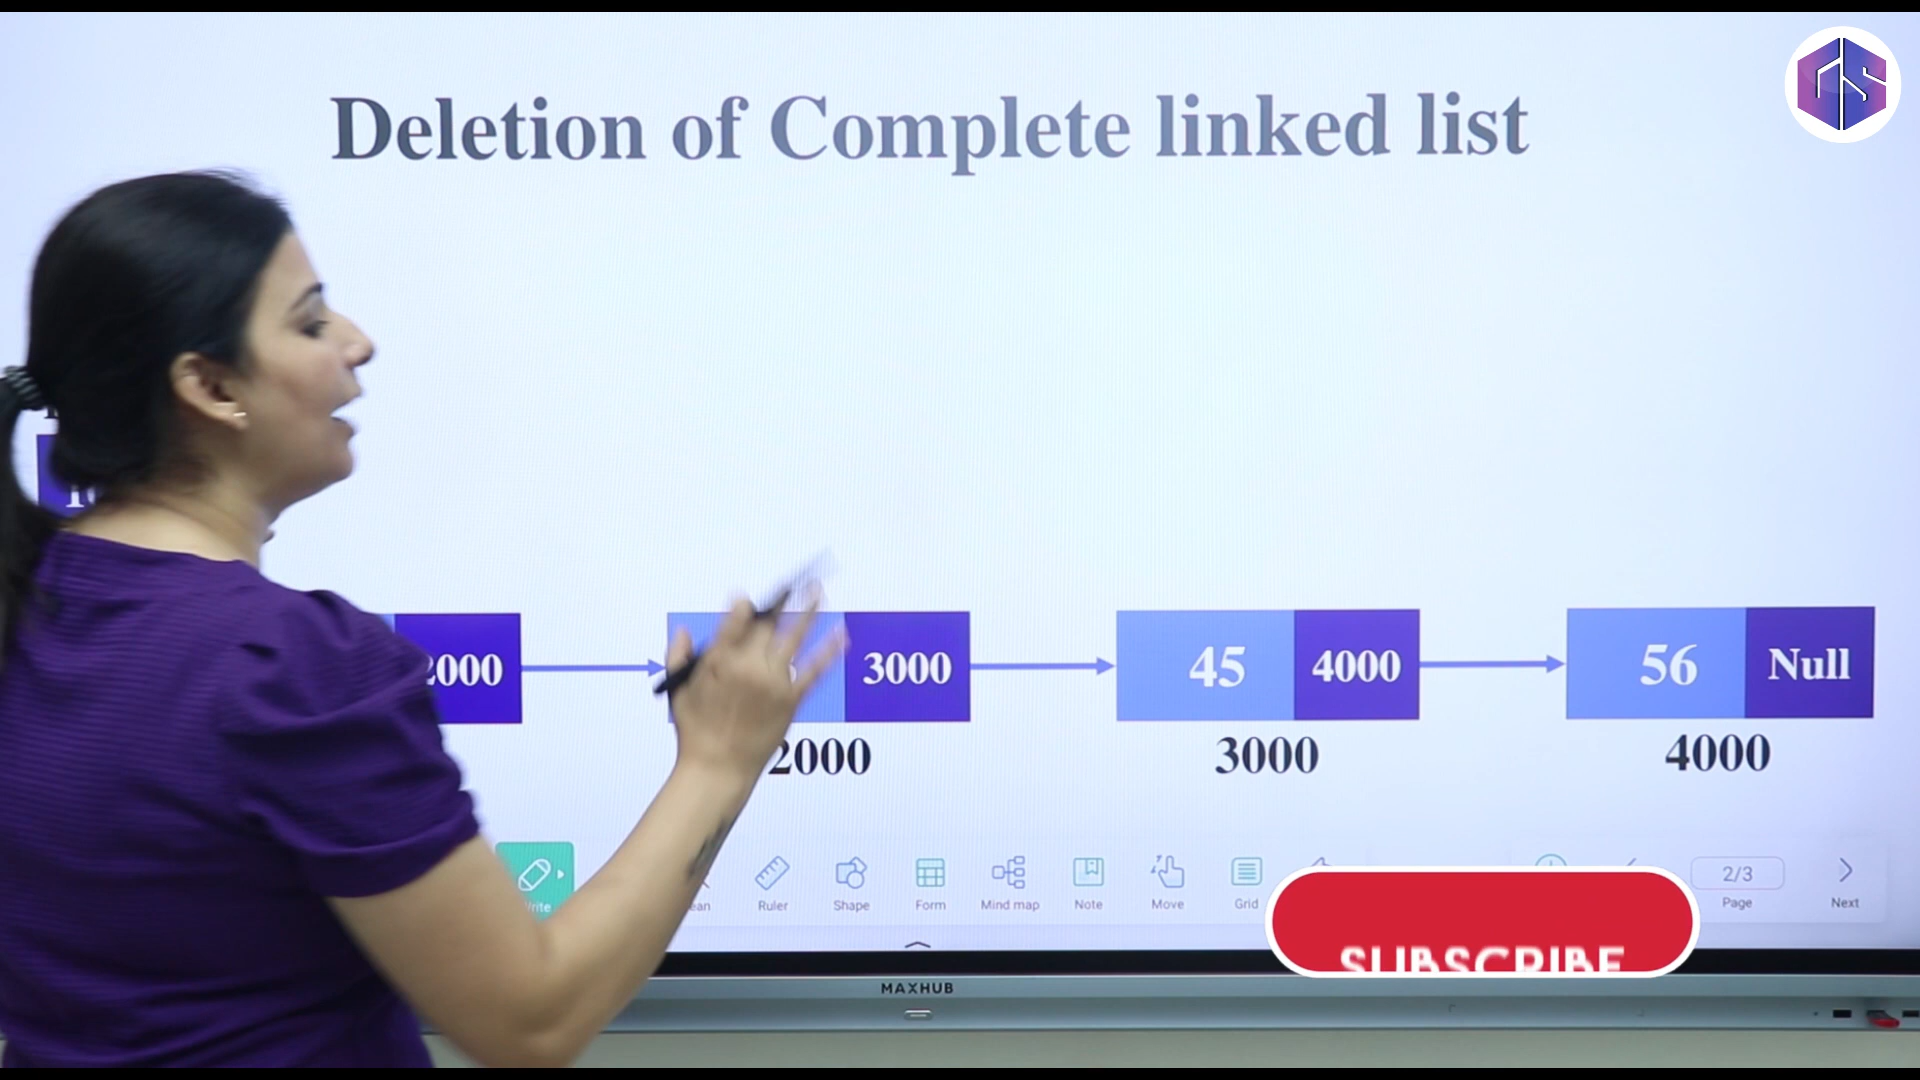 Deletion of Complete linked list
2000
3000
45 4000
56 Null
2000
3000
4000
Ruler
Shape
Form
Mind map
Note
Move
Grid
2/3
Page
Next
SUBSCRIBE
MAXHUB